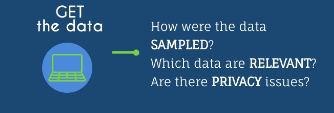 GET
the data
How were the data
SAMPLED?
Which data are RELEVANT?
Are there PRIVACY issues?